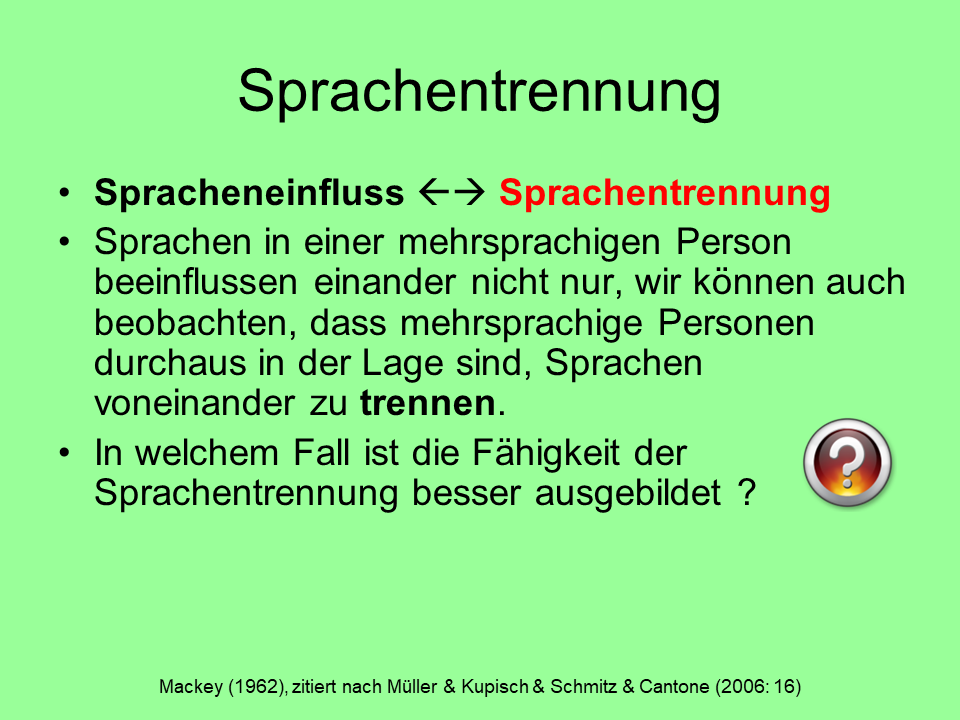 Sprachentrennung
• Spracheneinfluss ←→ Sprachentrennung
• Sprachen in einer mehrsprachigen Person
beeinflussen einander nicht nur, wir können auch
beobachten, dass mehrsprachige Personen
durchaus in der Lage sind, Sprachen
voneinander zu trennen.
• In welchem Fall ist die Fähigkeit der
Sprachentrennung besser ausgebildet ?
?
Mackey (1962), zitiert nach Müller & Kupisch & Schmitz & Cantone (2006: 16)